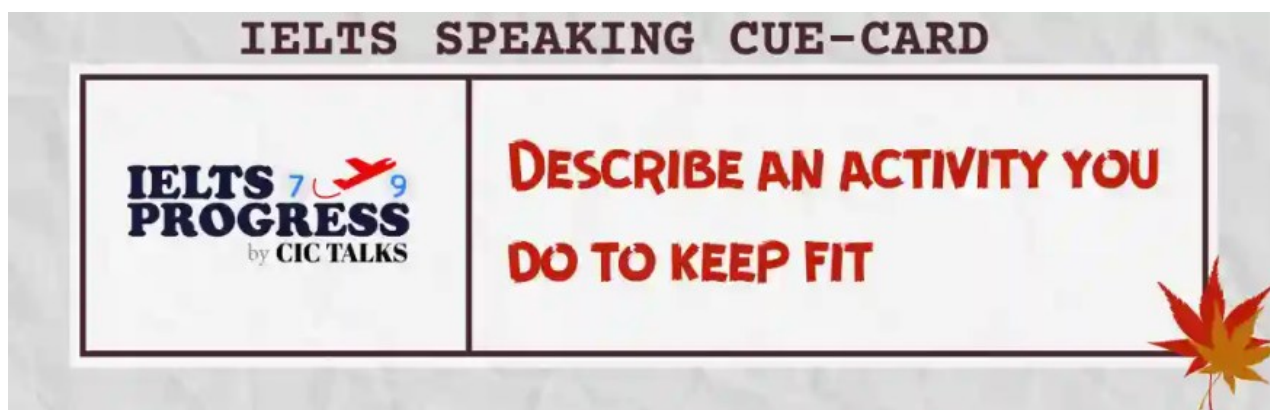 IELTS SPEAKING CUE-CARD
IELTS 7 9
PROGRESS
by CIC TALKS
DESCRIBE AN ACTIVITY YOU
DO TO KEEP FIT